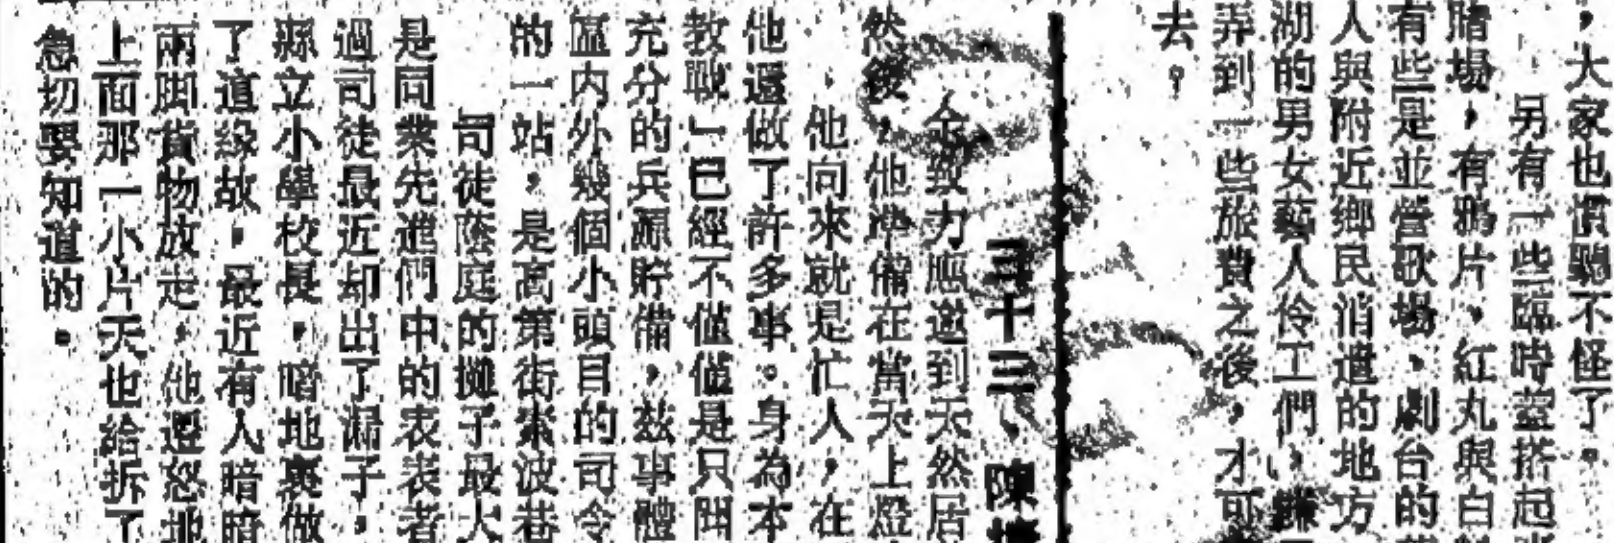 ，大家也慣覩不怪了。
另有一些臨時蓋搭起
賭場，有鴉片、紅丸與白
有些是並營歌場、劇台的
人與附近鄉民消遣的地方
湖的男女藝人伶工們，
弄到一些旅費之後，才可
去。
三十三、陳
余致力應邀到天然居
然後，他準備在當天上燈
他向來就是忙人，在
他還做了許多事。身為本
教戰」已經不僅僅是只聞
充分的兵源貯備，茲事體
區內外幾個小頭目的司令
的一站，是高第街素波巷
司徒蔭庭的攤子最大
是同業先進們中的表表者
過司徒最近却出了漏子，
縣立小學校長，暗地裏做
了道緣故，最近有人暗暗
兩脚貨物放走，他遷怒地
上面那一小片天也給拆了
急切要知道的。